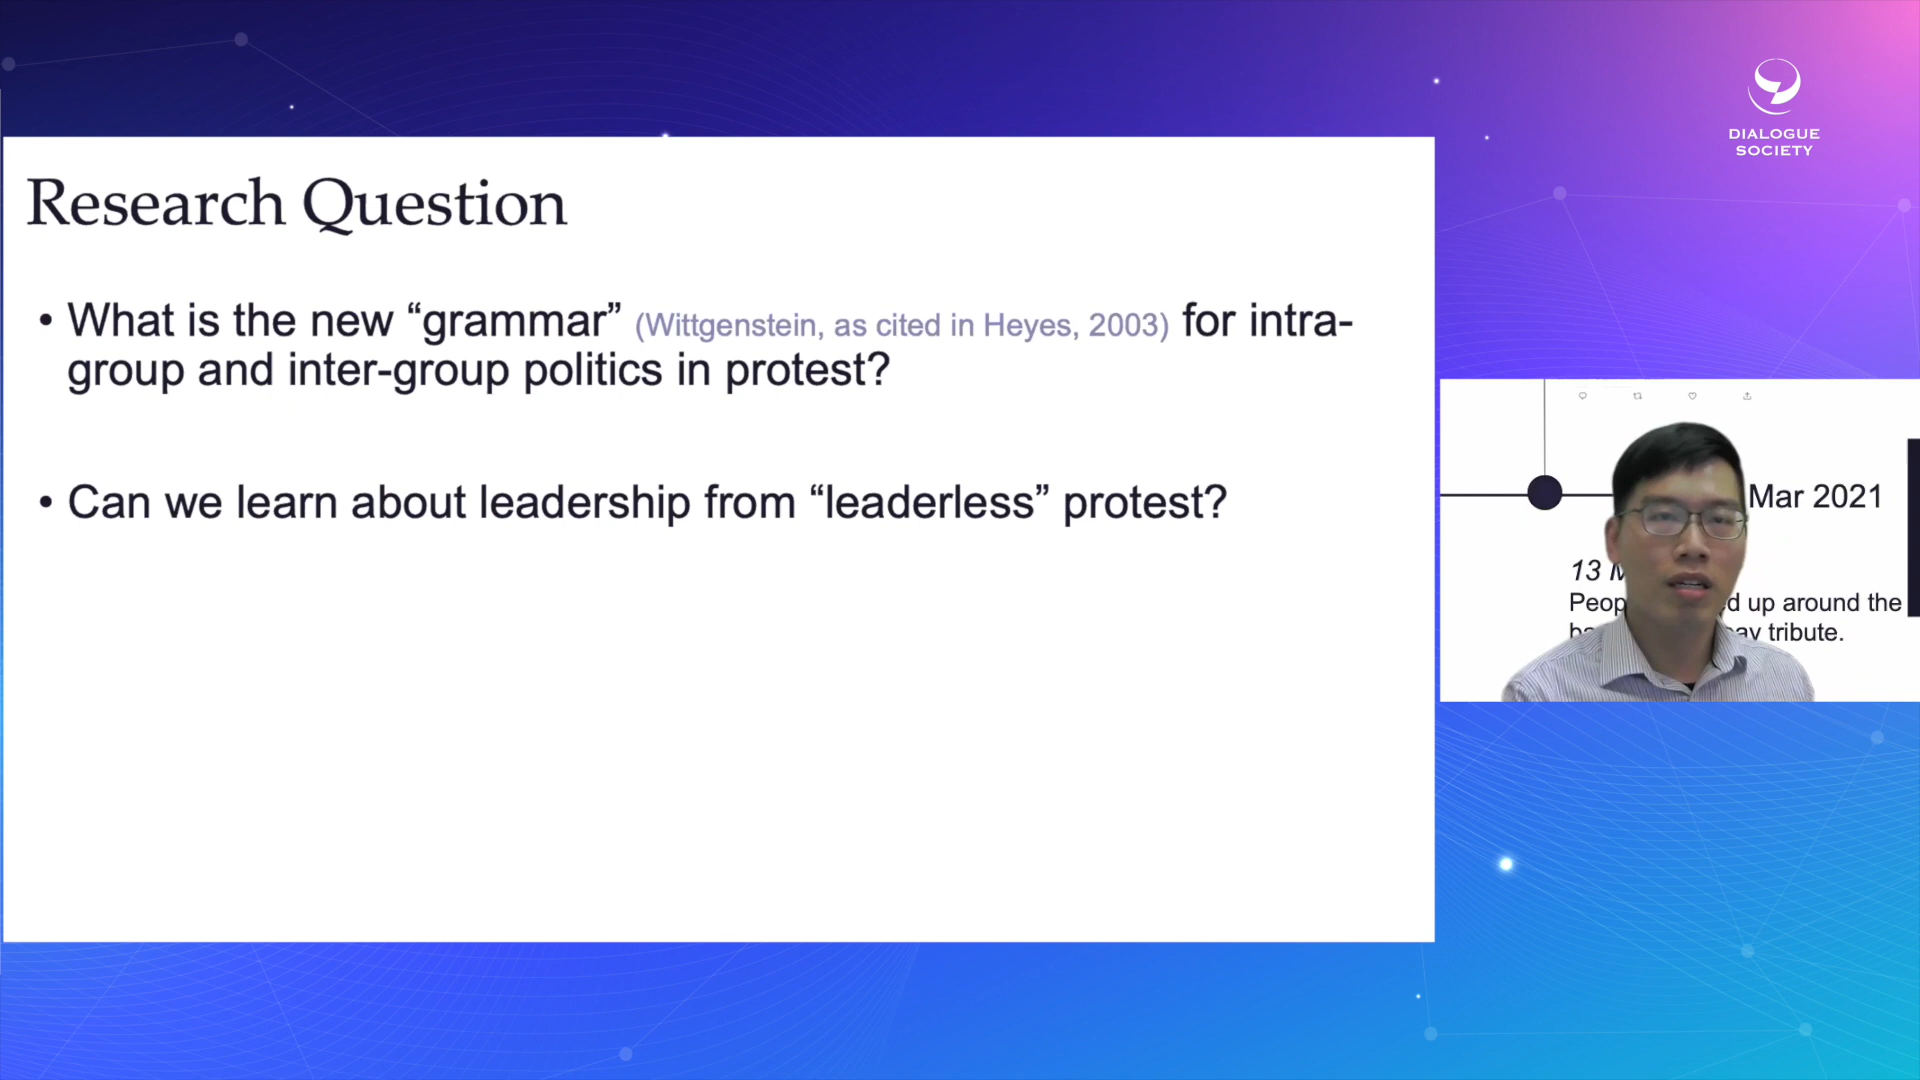 DIALOGUE
SOCIETY
Research Question
• What is the new “grammar” (Wittgenstein, as cited in Heyes, 2003) for intra-
group and inter-group politics in protest?
• Can we learn about leadership from “leaderless” protest?
Mar 2021
13
up around the
tribute.